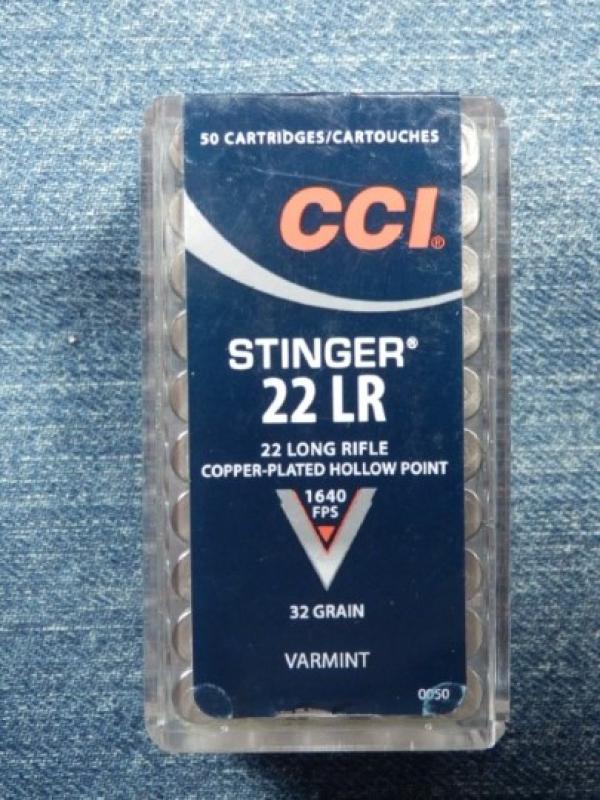 50 CARTRIDGES/CARTOUCHES
CCI®
STINGER®
22 LR
22 LONG RIFLE
COPPER-PLATED HOLLOW POINT
1640
FPS
32 GRAIN
VARMINT
0050